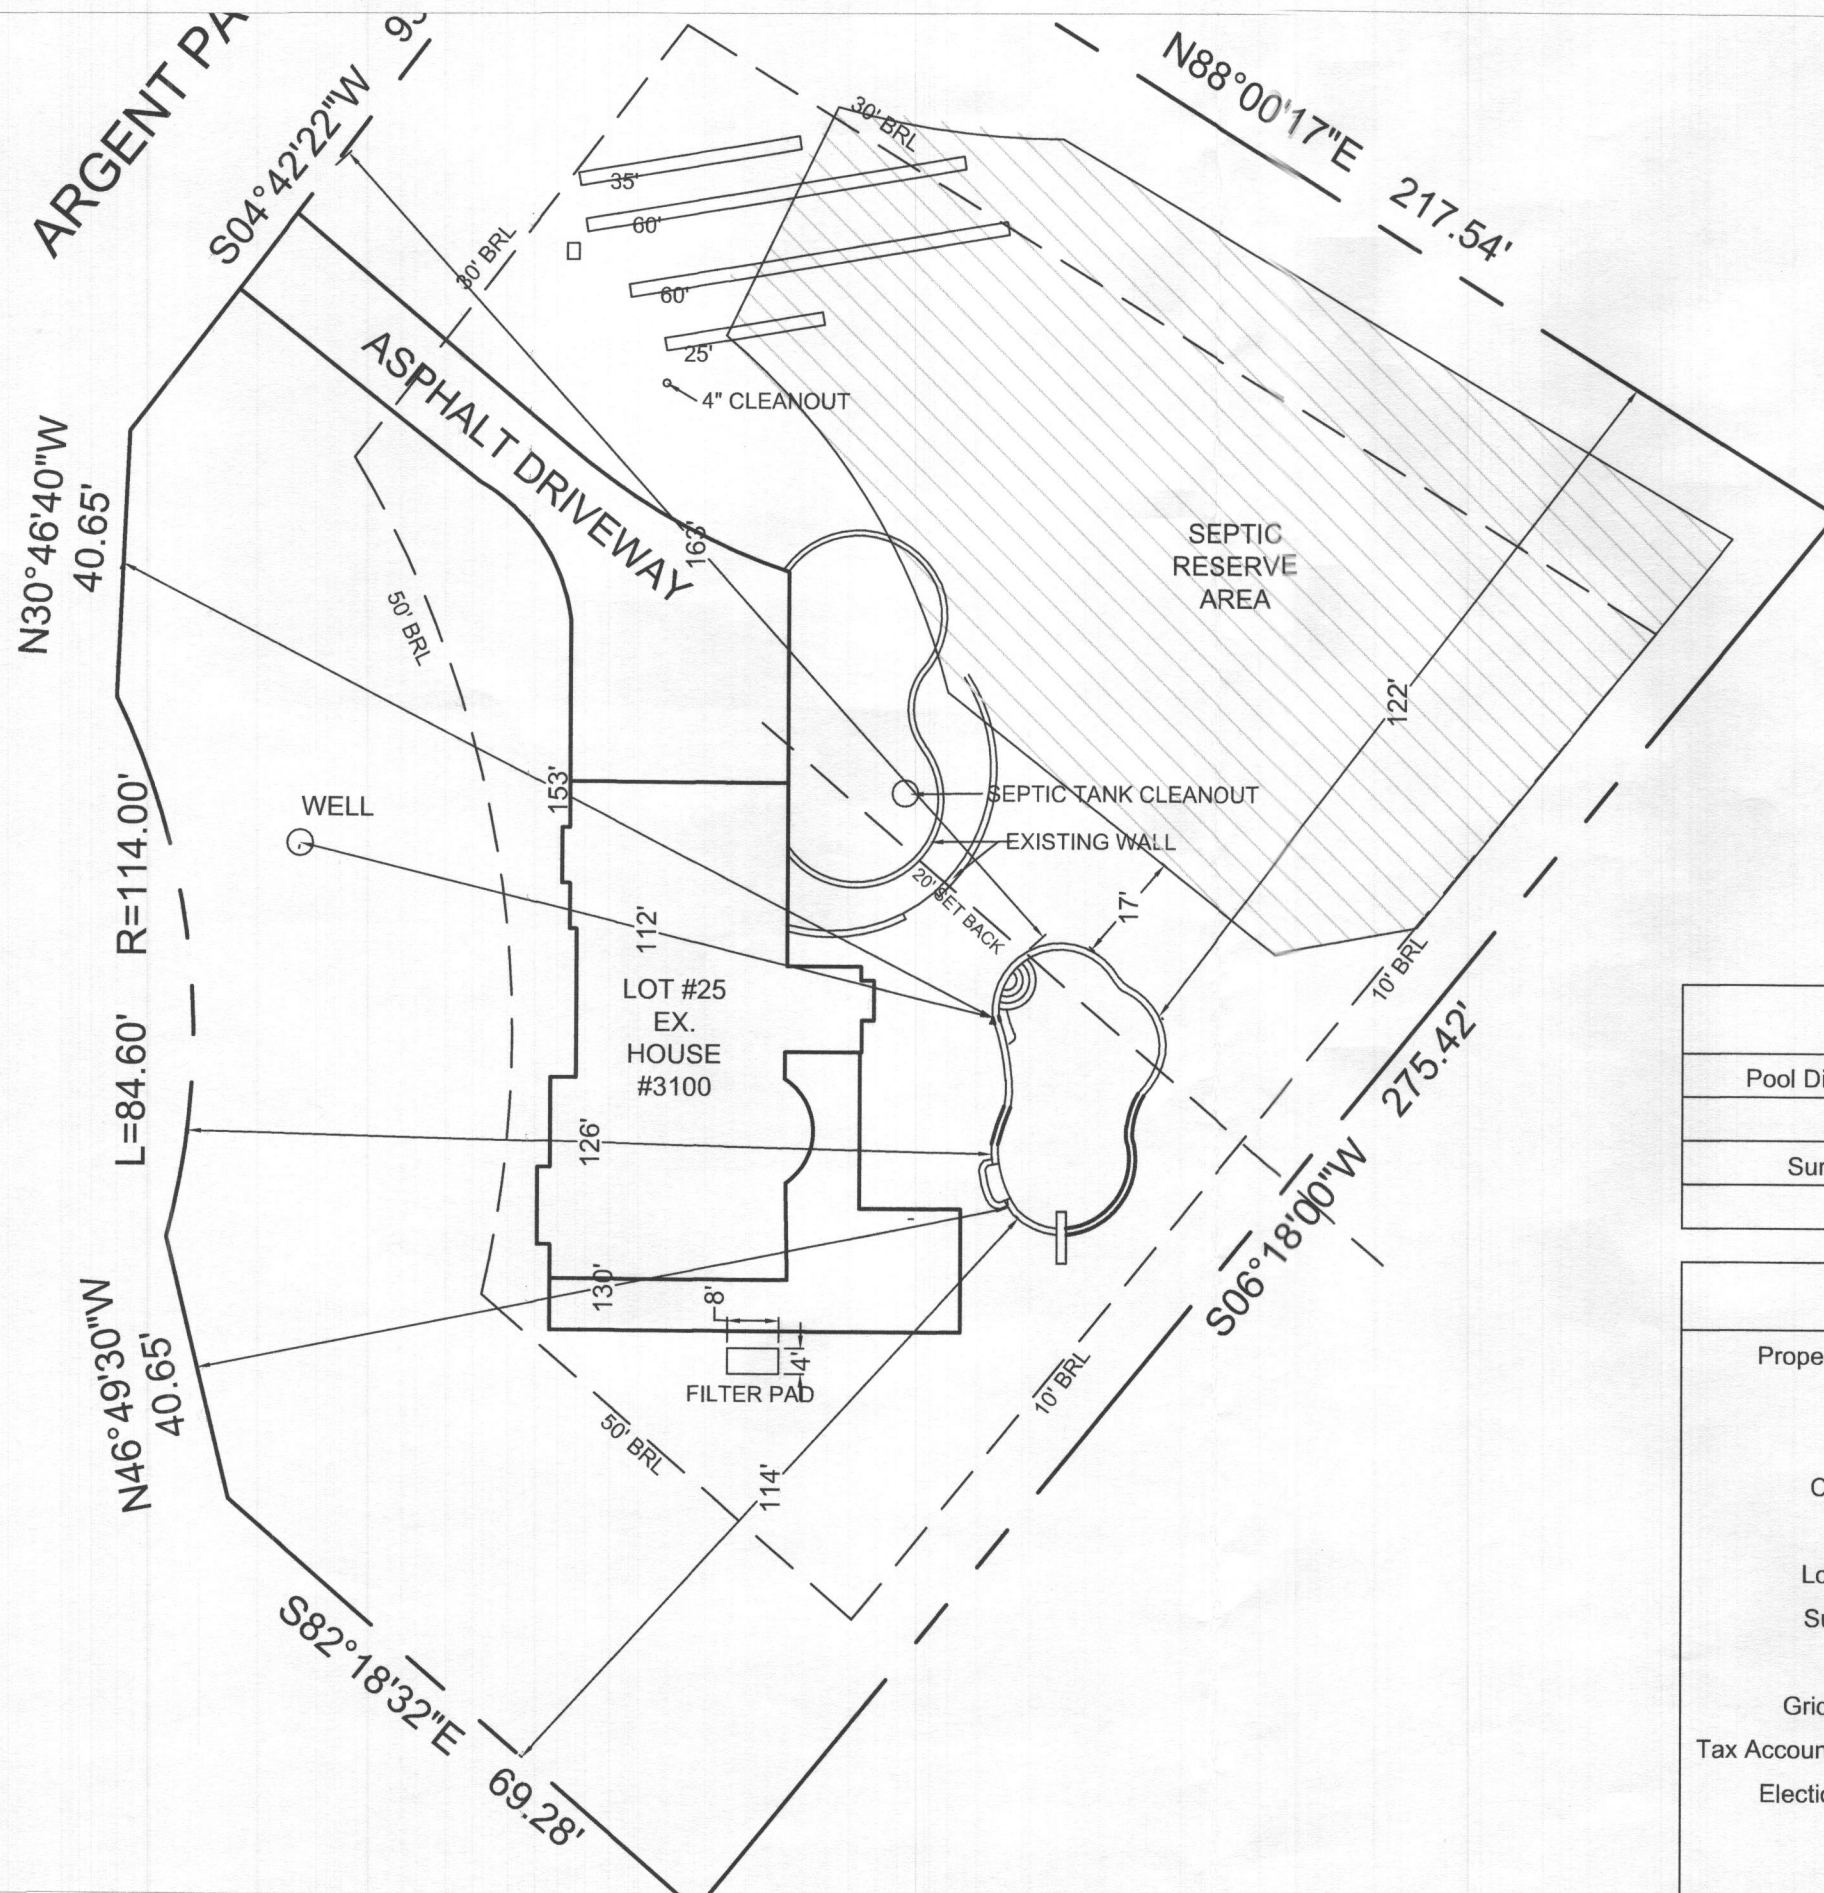 ARGENT PA
S04°42'22"W
N88°00'17"E 217.54'
30' BRL
35'
60'
30' BRL
60'
25'
4" CLEANOUT
ASPHALT DRIVEWAY
N30°46'40"W
40.65'
50' BRL
163'
SEPTIC
RESERVE
AREA
122'
153'
WELL
SEPTIC TANK CLEANOUT
EXISTING WALL
20' SET BACK
17'
112'
L=84.60' R=114.00'
LOT #25
EX.
HOUSE
#3100
10' BRL
S06°18'00"W 275.42'
126'
130'
8'
4'
FILTER PAD
N46°49'30"W
40.65'
50' BRL
10' BRL
114'
S82°18'32"E 69.28'
Pool Di
Sur
Prope
C
Lo
Su
Grid
Tax Accoun
Electio